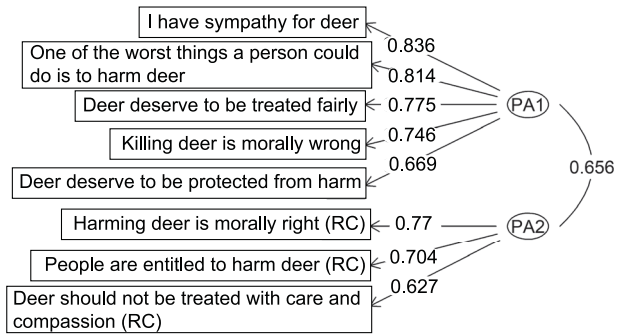 I have sympathy for deer
0.836
One of the worst things a person could
do is to harm deer
0.814
Deer deserve to be treated fairly
0.775
PA1
Killing deer is morally wrong
0.746
Deer deserve to be protected from harm
0.669
0.656
Harming deer is morally right (RC)
0.77
PA2
People are entitled to harm deer (RC)
0.704
Deer should not be treated with care and
compassion (RC)
0.627